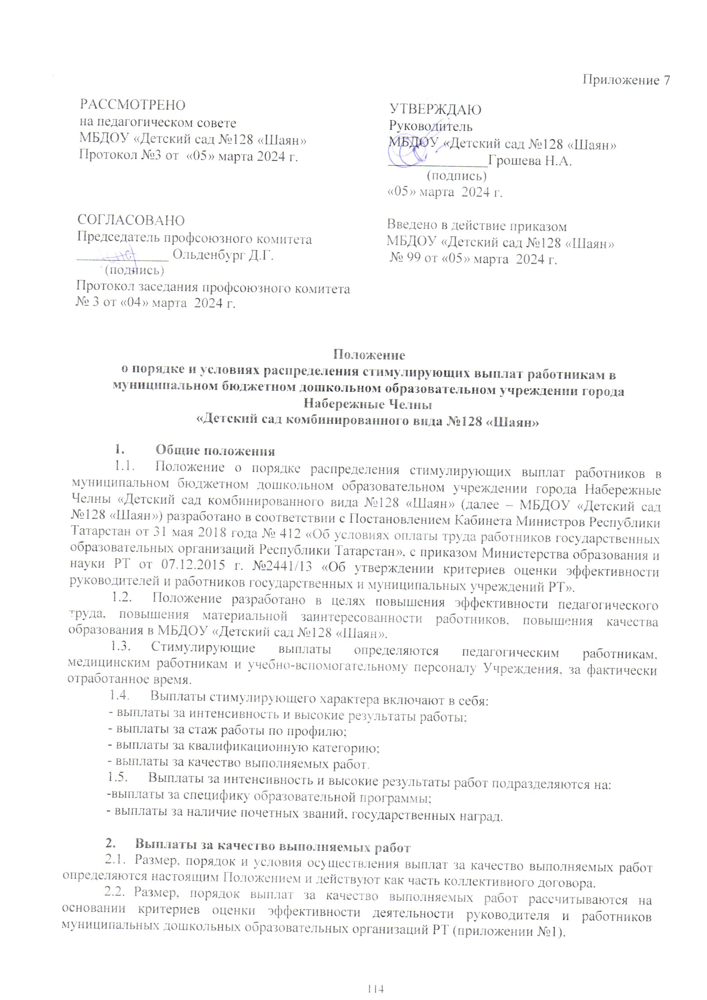 Приложение 7
РАССМОТРЕНО
на педагогическом совете
МБДОУ «Детский сад №128 «Шаян»
Протокол №3 от «05» марта 2024 г.
УТВЕРЖДАЮ
Руководитель
МБДОУ «Детский сад №128 «Шаян»
______________Грошева Н.А.
(подпись)
«05» марта 2024 г.
СОГЛАСОВАНО
Председатель профсоюзного комитета
_____________ Ольденбург Д.Г.
(подпись)
Протокол заседания профсоюзного комитета
№ 3 от «04» марта 2024 г.
Введено в действие приказом
МБДОУ «Детский сад №128 «Шаян»
№ 99 от «05» марта 2024 г.
Положение
о порядке и условиях распределения стимулирующих выплат работникам в
муниципальном бюджетном дошкольном образовательном учреждении города
Набережные Челны
«Детский сад комбинированного вида №128 «Шаян»
1. Общие положения
1.1. Положение о порядке распределения стимулирующих выплат работников в
муниципальном бюджетном дошкольном образовательном учреждении города Набережные
Челны «Детский сад комбинированного вида №128 «Шаян» (далее – МБДОУ «Детский сад
№128 «Шаян») разработано в соответствии с Постановлением Кабинета Министров Республики
Татарстан от 31 мая 2018 года № 412 «Об условиях оплаты труда работников государственных
образовательных организаций Республики Татарстан», с приказом Министерства образования и
науки РТ от 07.12.2015 г. №2441/13 «Об утверждении критериев оценки эффективности
руководителей и работников государственных и муниципальных учреждений РТ».
1.2. Положение разработано в целях повышения эффективности педагогического
труда, повышения материальной заинтересованности работников, повышения качества
образования в МБДОУ «Детский сад №128 «Шаян».
1.3. Стимулирующие выплаты определяются педагогическим работникам,
медицинским работникам и учебно-вспомогательному персоналу Учреждения, за фактически
отработанное время.
1.4. Выплаты стимулирующего характера включают в себя:
- выплаты за интенсивность и высокие результаты работы;
- выплаты за стаж работы по профилю;
- выплаты за квалификационную категорию;
- выплаты за качество выполняемых работ.
1.5. Выплаты за интенсивность и высокие результаты работ подразделяются на:
-выплаты за специфику образовательной программы;
- выплаты за наличие почетных званий, государственных наград.
2. Выплаты за качество выполняемых работ
2.1. Размер, порядок и условия осуществления выплат за качество выполняемых работ
определяются настоящим Положением и действуют как часть коллективного договора.
2.2. Размер, порядок выплат за качество выполняемых работ рассчитываются на
основании критериев оценки эффективности деятельности руководителя и работников
муниципальных дошкольных образовательных организаций РТ (приложении №1).
114